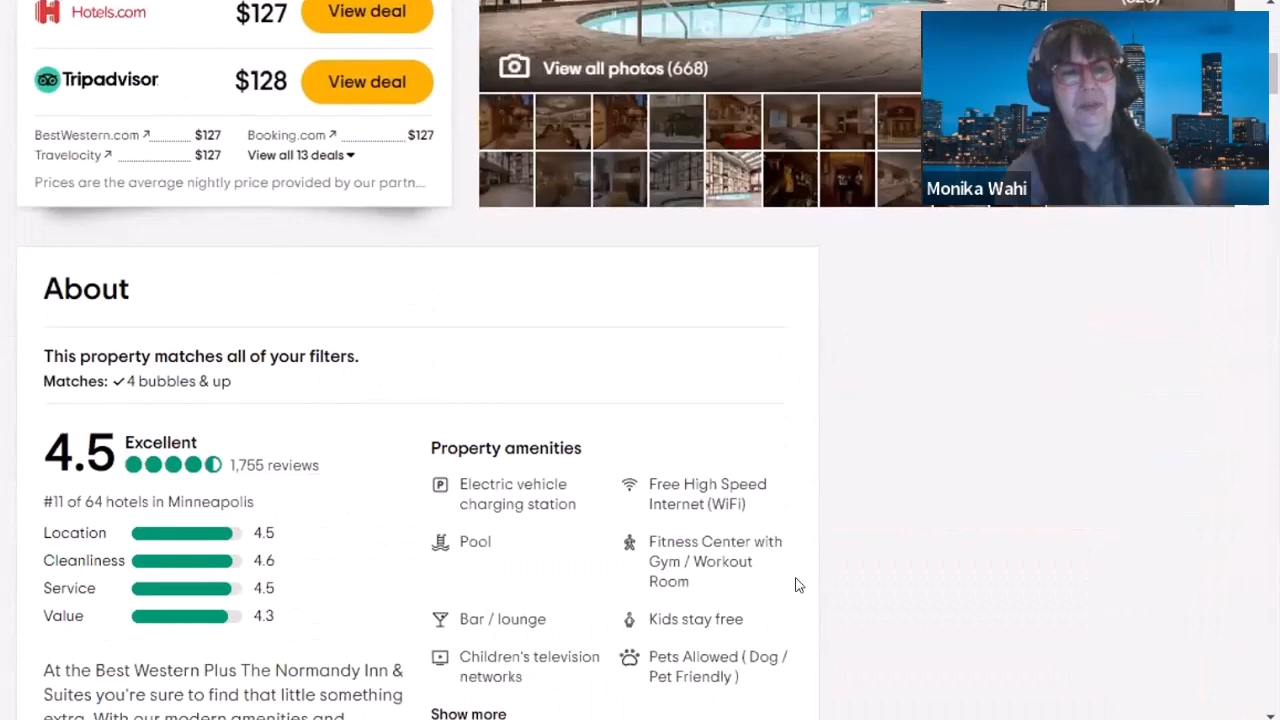 Hotels.com $127 View deal
Tripadvisor $128 View deal
BestWestern.com $127 Booking.com $127
Travelocity $127 View all 13 deals
Prices are the average nightly price provided by our partn...
View all photos (668)
Monika Wahi
About
This property matches all of your filters.
Matches: ✓ 4 bubbles & up
4.5 Excellent
1,755 reviews
#11 of 64 hotels in Minneapolis
Location 4.5
Cleanliness 4.6
Service 4.5
Value 4.3
At the Best Western Plus The Normandy Inn &
Suites you're sure to find that little something
extra. With our modern amenities and
Property amenities
Electric vehicle
charging station
Free High Speed
Internet (WiFi)
Pool
Fitness Center with
Gym / Workout
Room
Bar / lounge
Kids stay free
Children's television
networks
Pets Allowed ( Dog /
Pet Friendly )
Show more